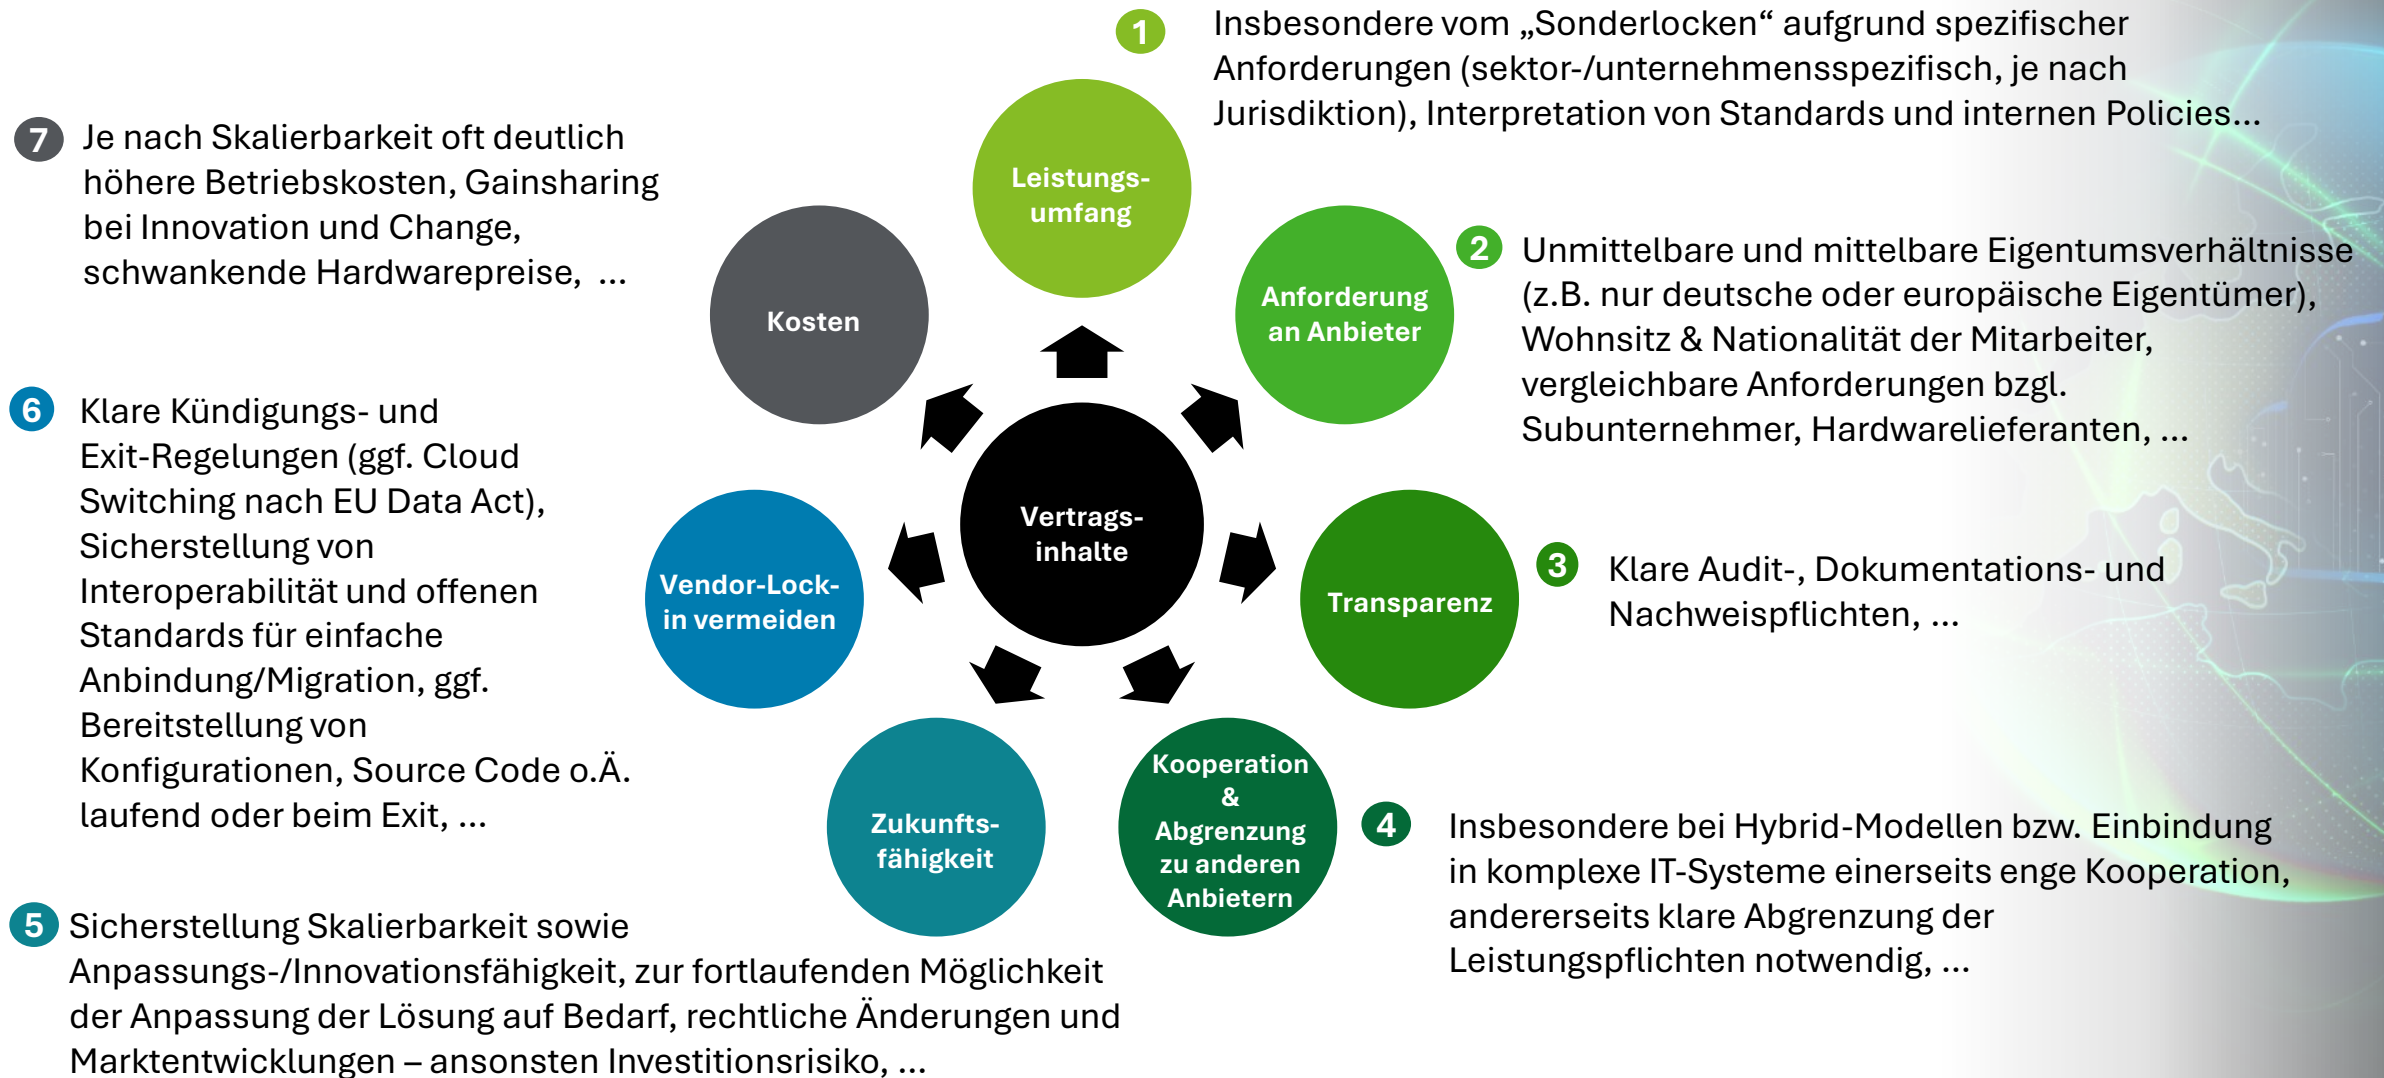 1
Insbesondere vom „Sonderlocken“ aufgrund spezifischer
Anforderungen (sektor-/unternehmensspezifisch, je nach
Jurisdiktion), Interpretation von Standards und internen Policies...
Leistungs-
umfang
2
Unmittelbare und mittelbare Eigentumsverhältnisse
(z.B. nur deutsche oder europäische Eigentümer),
Wohnsitz & Nationalität der Mitarbeiter,
vergleichbare Anforderungen bzgl.
Subunternehmer, Hardwarelieferanten, ...
Anforderung
an Anbieter
3
Klare Audit-, Dokumentations- und
Nachweispflichten, ...
Transparenz
4
Insbesondere bei Hybrid-Modellen bzw. Einbindung
in komplexe IT-Systeme einerseits enge Kooperation,
andererseits klare Abgrenzung der
Leistungspflichten notwendig, ...
Kooperation
&
Abgrenzung
zu anderen
Anbietern
5
Sicherstellung Skalierbarkeit sowie
Anpassungs-/Innovationsfähigkeit, zur fortlaufenden Möglichkeit
der Anpassung der Lösung auf Bedarf, rechtliche Änderungen und
Marktentwicklungen – ansonsten Investitionsrisiko, ...
Zukunfts-
fähigkeit
6
Klare Kündigungs- und
Exit-Regelungen (ggf. Cloud
Switching nach EU Data Act),
Sicherstellung von
Interoperabilität und offenen
Standards für einfache
Anbindung/Migration, ggf.
Bereitstellung von
Konfigurationen, Source Code o.Ä.
laufend oder beim Exit, ...
Vendor-Lock-
in vermeiden
7
Je nach Skalierbarkeit oft deutlich
höhere Betriebskosten, Gainsharing
bei Innovation und Change,
schwankende Hardwarepreise, ...
Kosten
Vertrags-
inhalte